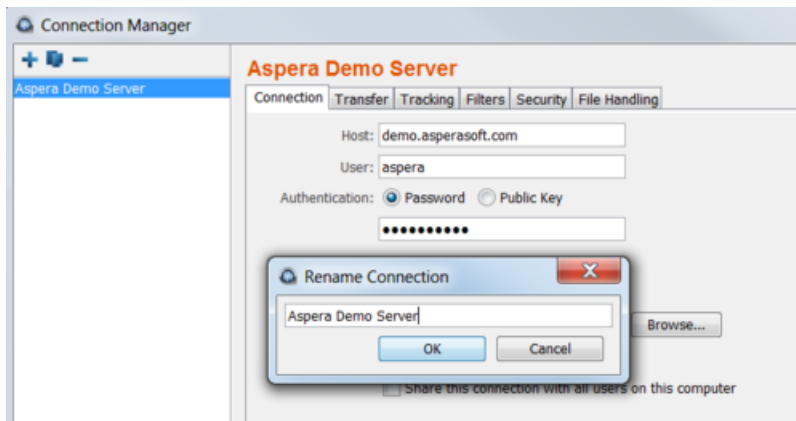 Connection Manager
Aspera Demo Server
Aspera Demo Server
Connection Transfer Tracking Filters Security File Handling
Host: demo.asperasoft.com
User: aspera
Authentication: Password Public Key
••••••••••
Rename Connection
Aspera Demo Server
Browse...
OK Cancel
Share this connection with all users on this computer